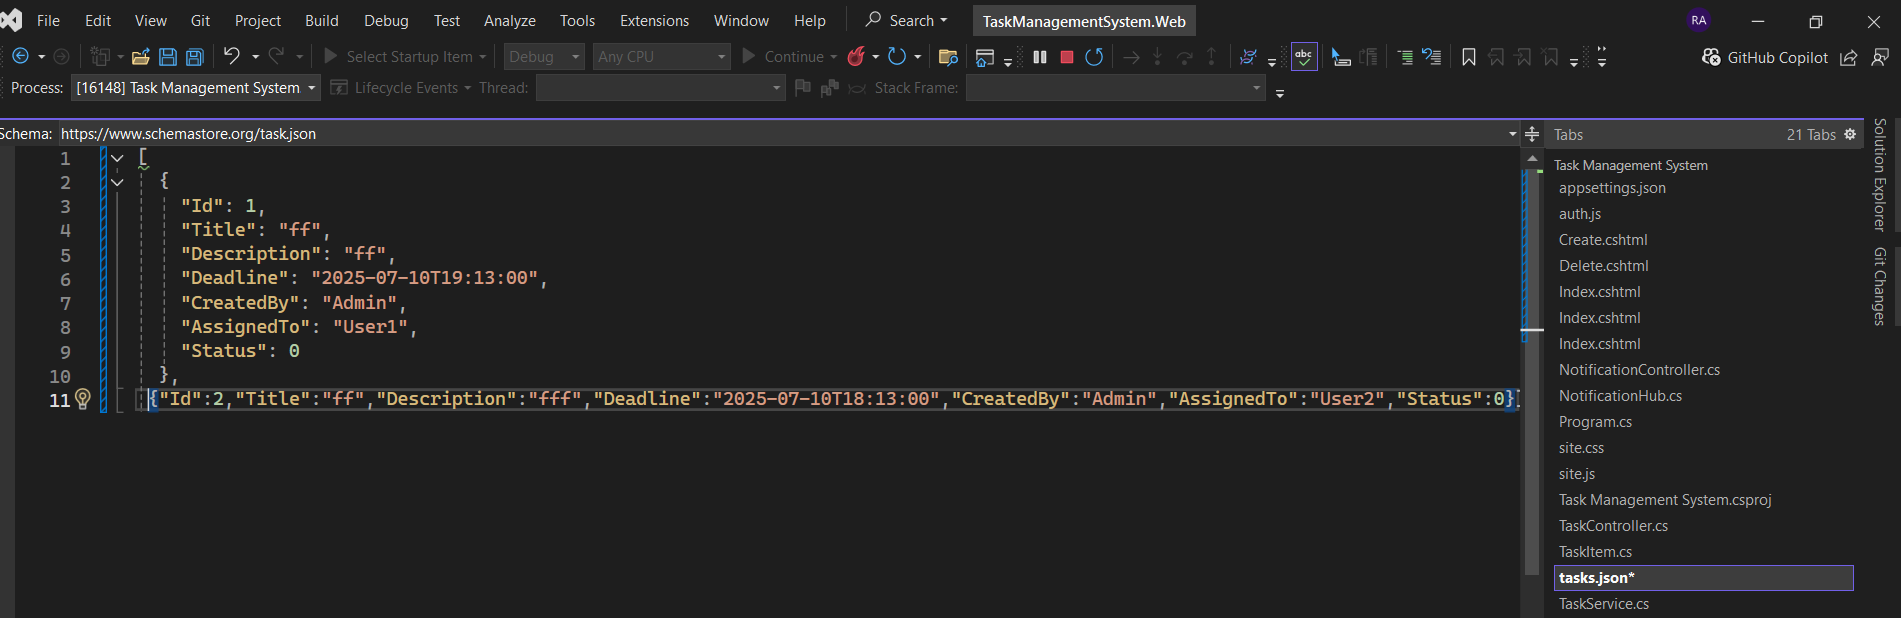 File Edit View Git Project Build Debug Test Analyze Tools Extensions Window Help Search TaskManagementSystem.Web RA
Select Startup Item Debug Any CPU Continue abc GitHub Copilot
Process: [16148] Task Management System Lifecycle Events Thread: Stack Frame:
Schema: https://www.schemastore.org/task.json
1 [
2 {
3 "Id": 1,
4 "Title": "ff",
5 "Description": "ff",
6 "Deadline": "2025-07-10T19:13:00",
7 "CreatedBy": "Admin",
8 "AssignedTo": "User1",
9 "Status": 0
10 },
11 {"Id":2,"Title":"ff","Description":"fff","Deadline":"2025-07-10T18:13:00","CreatedBy":"Admin","AssignedTo":"User2","Status":0}]
Tabs 21 Tabs
Task Management System
appsettings.json
auth.js
Create.cshtml
Delete.cshtml
Index.cshtml
Index.cshtml
Index.cshtml
NotificationController.cs
NotificationHub.cs
Program.cs
site.css
site.js
Task Management System.csproj
TaskController.cs
TaskItem.cs
tasks.json*
TaskService.cs
Solution Explorer
Git Changes